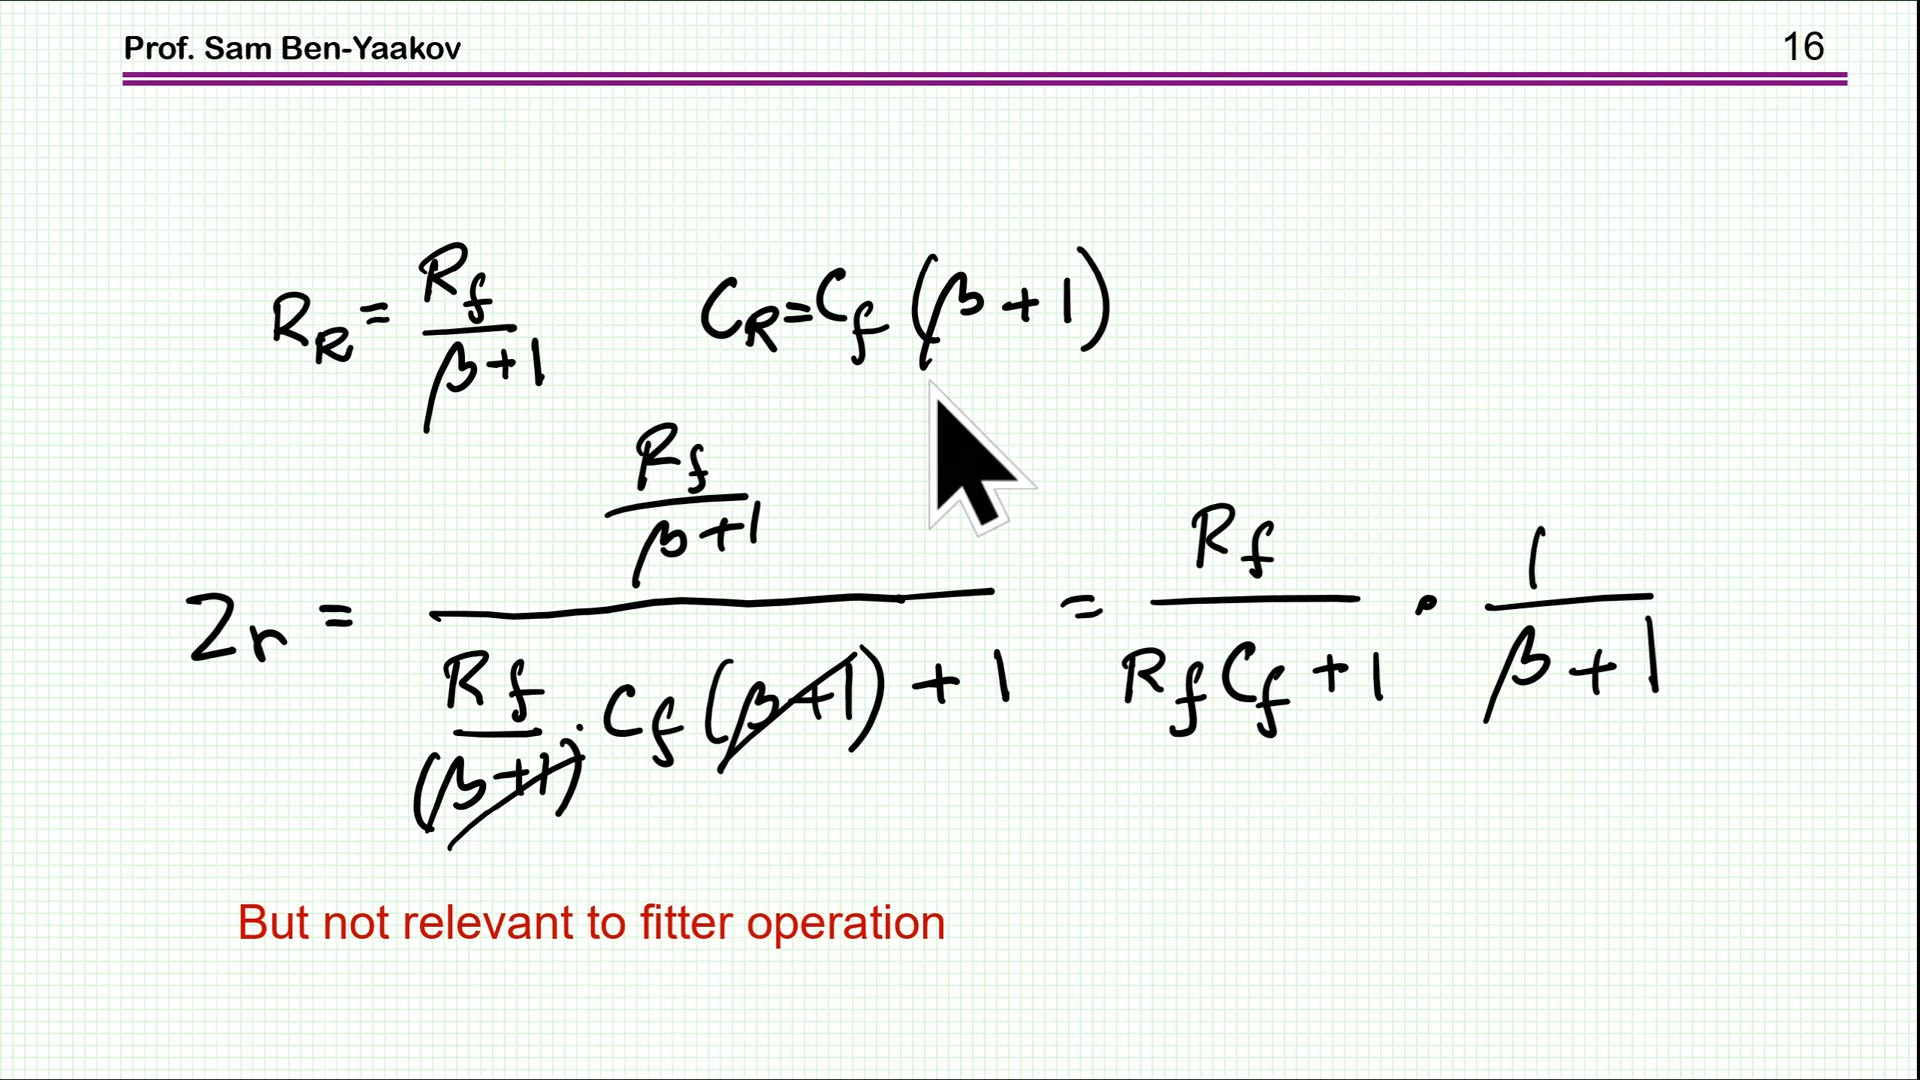 Prof. Sam Ben-Yaakov 16
R_R = R_f / (β+1)   C_R = C_f (β+1)
Z_r = (R_f / (β+1)) / (R_f / (β+1) · C_f (β+1) + 1) = R_f / (R_f C_f + 1) · 1 / (β+1)
But not relevant to fitter operation